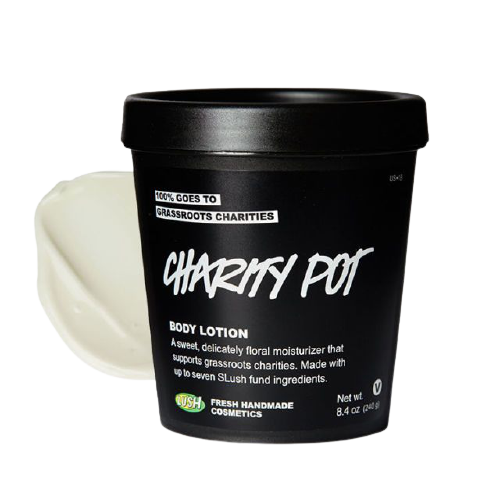 100% GOES TO
GRASSROOTS CHARITIES
CHARITY POT
BODY LOTION
A sweet, delicately floral moisturizer that
supports grassroots charities. Made with
up to seven SLush fund ingredients.
LUSH
FRESH HANDMADE
COSMETICS
V
Net wt.
8.4 oz (240 g)